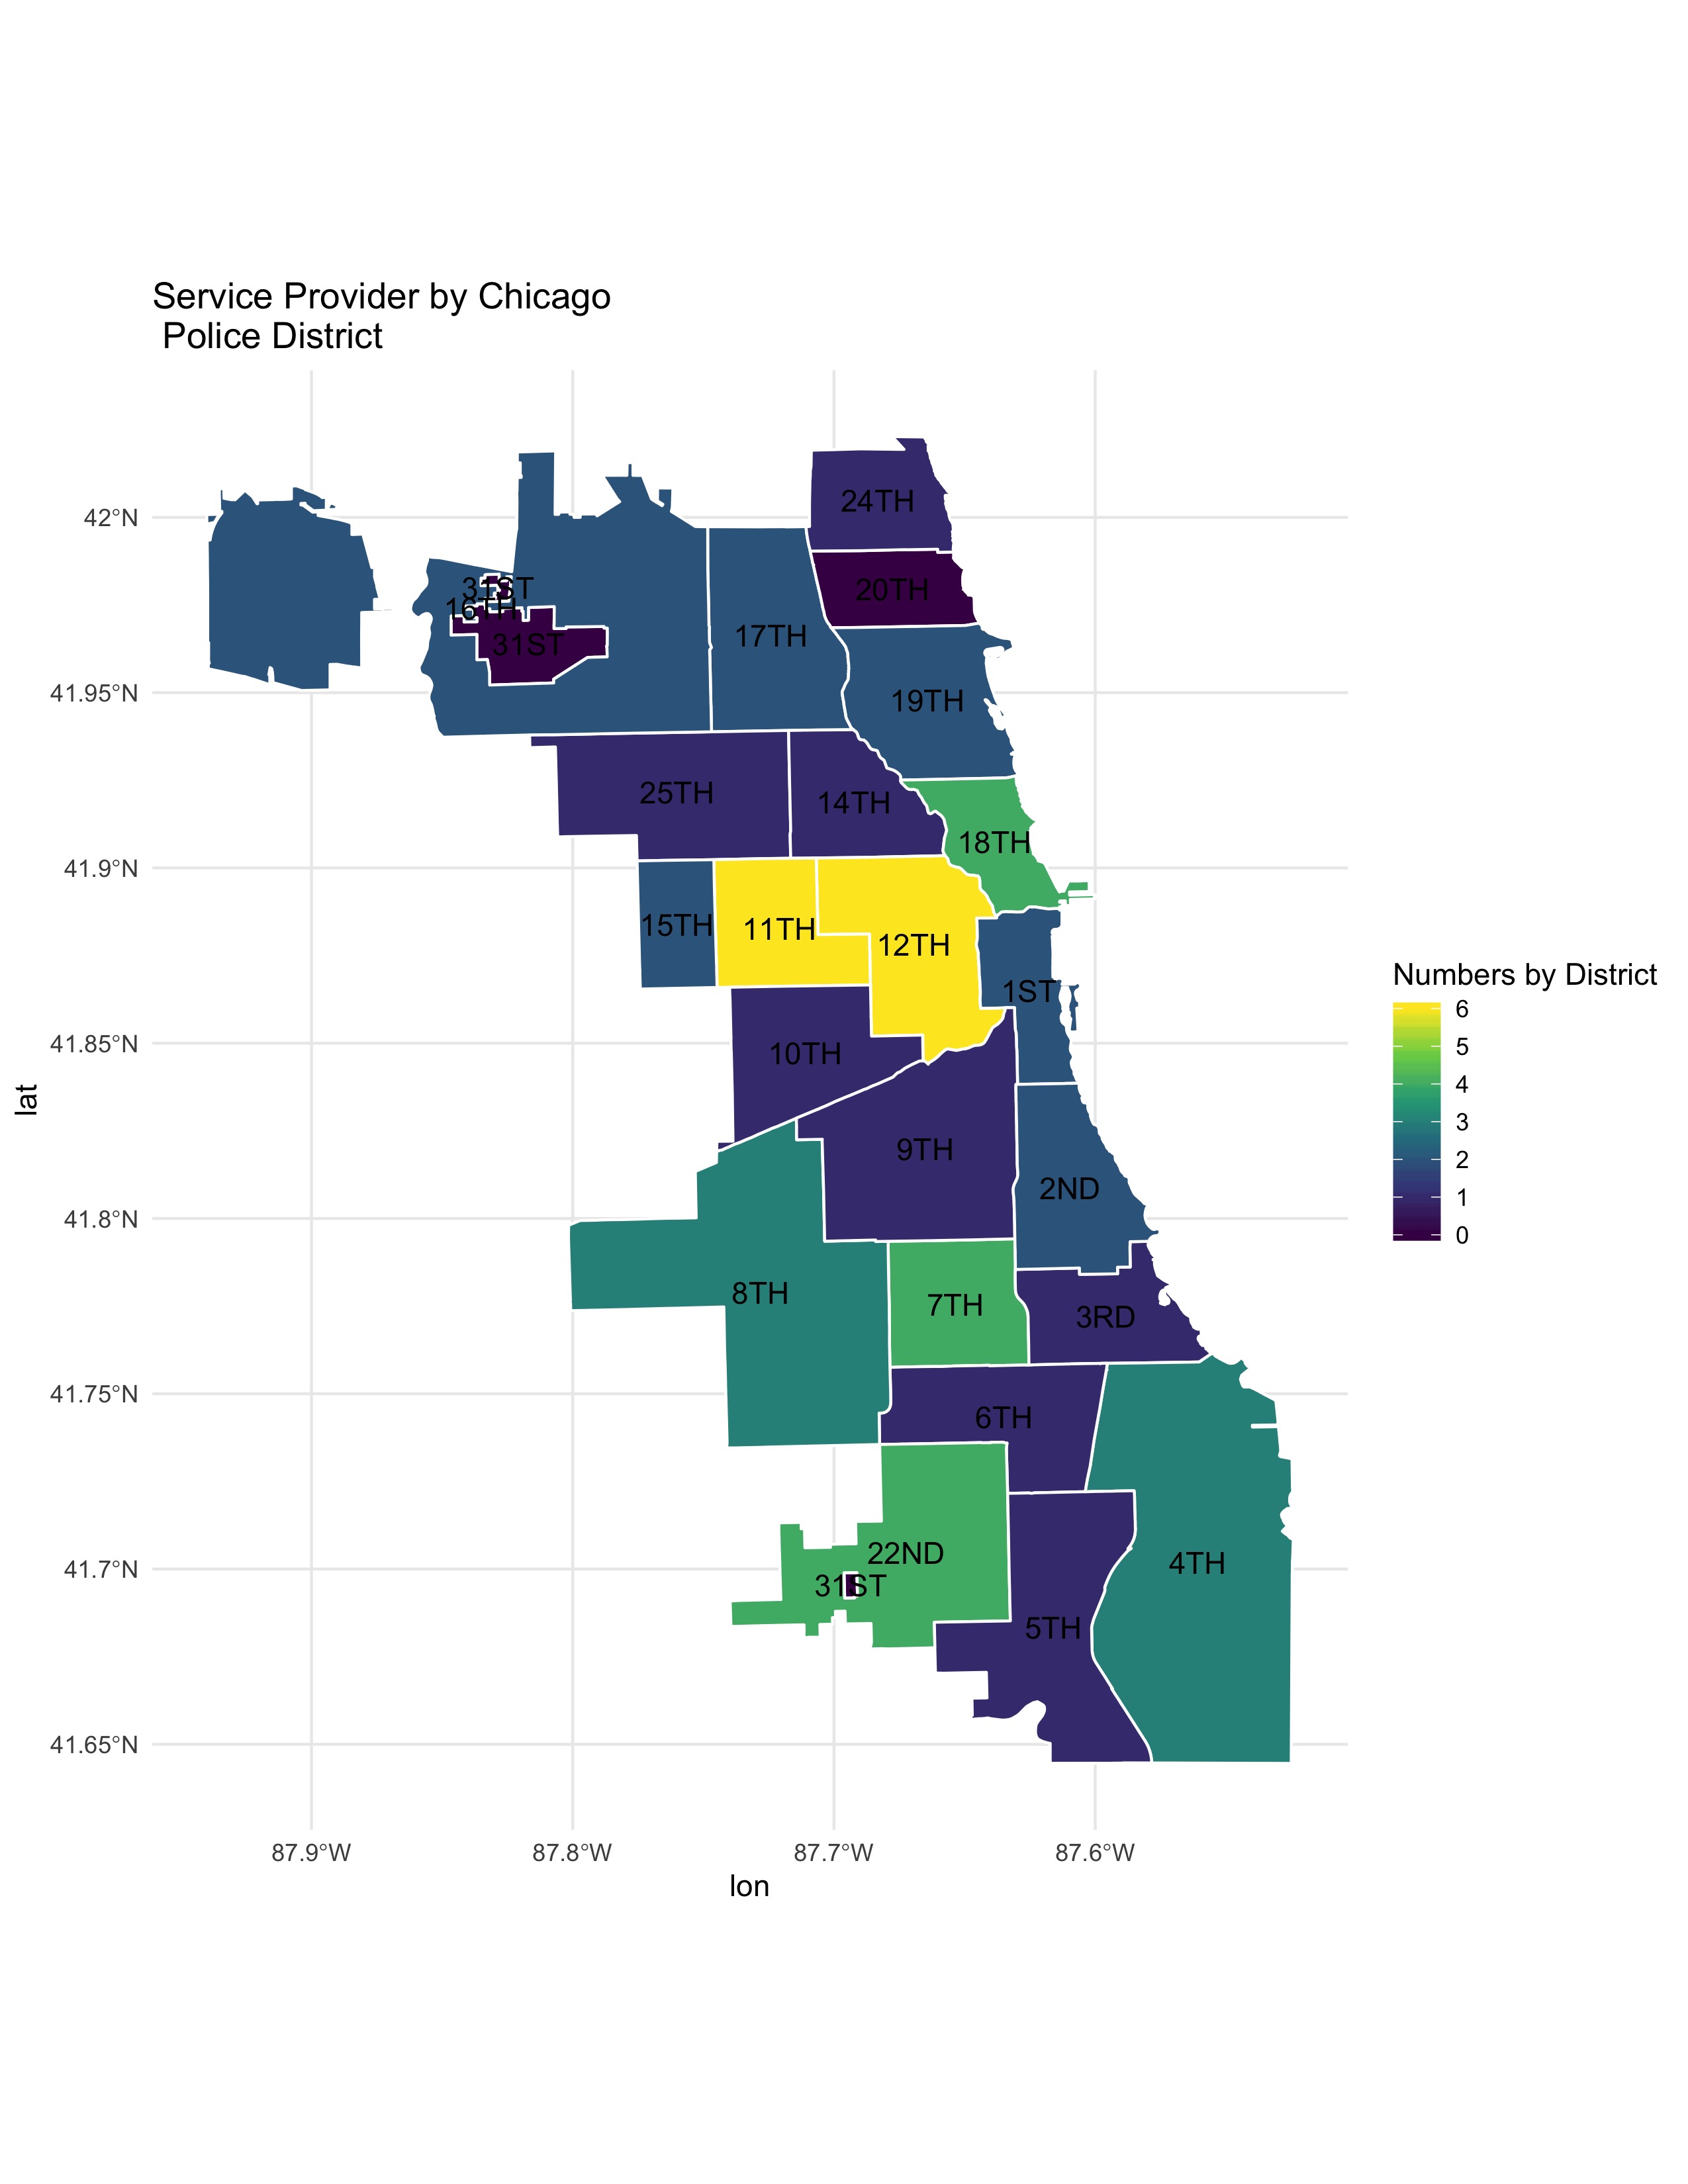 Service Provider by Chicago
Police District
42°N
41.95°N
41.9°N
41.85°N
41.8°N
41.75°N
41.7°N
41.65°N
lat
24TH
20TH
31ST
16TH
31ST
17TH
19TH
25TH
14TH
18TH
15TH
11TH
12TH
1ST
10TH
9TH
2ND
8TH
7TH
3RD
6TH
22ND
31ST
4TH
5TH
87.9°W
87.8°W
87.7°W
87.6°W
lon
Numbers by District
6
5
4
3
2
1
0